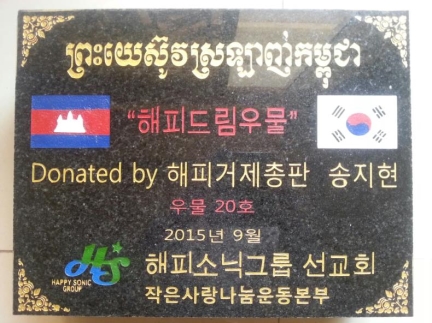 ព្រះយេស៊ូវស្រឡាញ់កម្ពុជា
“해피드림우물”
Donated by 해피거제총판 송지현
우물 20호
2015년 9월
HS
HAPPY SONIC
GROUP
해피소닉그룹 선교회
작은사랑나눔운동본부